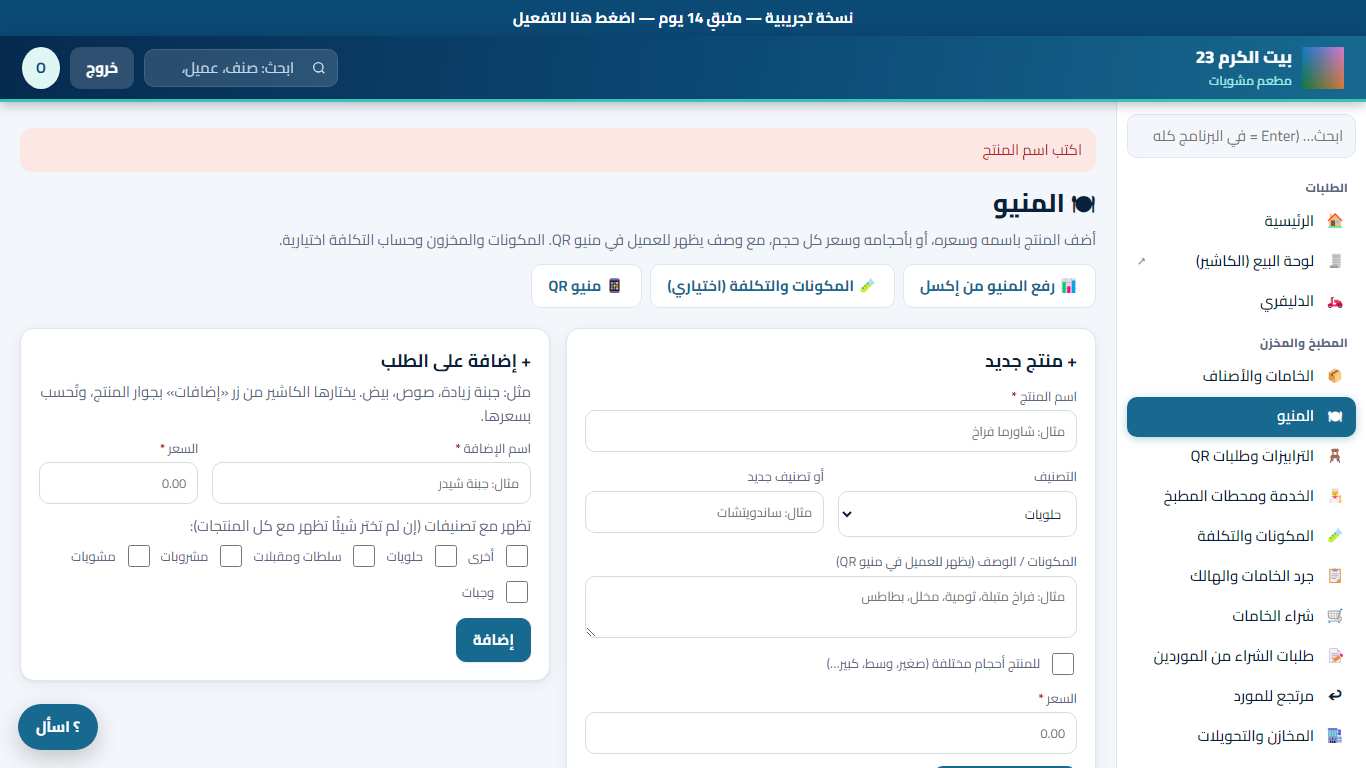 نسخة تجريبية — متبقٍ 14 يوم — اضغط هنا للتفعيل
بيت الكرم 23
مطعم مشويات
ابحث: صنف، عميل،
خروج
O
ابحث... (Enter = في البرنامج كله
الطلبات
الرئيسية
لوحة البيع (الكاشير)
الدليفري
المطبخ والمخزن
الخامات والأصناف
المنيو
الترابيزات وطلبات QR
الخدمة ومحطات المطبخ
المكونات والتكلفة
جرد الخامات والهالك
شراء الخامات
طلبات الشراء من الموردين
مرتجع للمورد
المخازن والتحويلات
اكتب اسم المنتج
المنيو
أضف المنتج باسمه وسعره، أو بأحجامه وسعر كل حجم، مع وصف يظهر للعميل في منيو QR. المكونات والمخزون وحساب التكلفة اختيارية.
رفع المنيو من إكسل
المكونات والتكلفة (اختياري)
منيو QR
+ منتج جديد
اسم المنتج *
مثال: شاورما فراخ
التصنيف
أو تصنيف جديد
حلويات
مثال: ساندويتشات
المكونات / الوصف (يظهر للعميل في منيو QR)
مثال: فراخ متبلة، تومية، مخلل، بطاطس
للمنتج أحجام مختلفة (صغير، وسط، كبير...)
السعر *
0.00
+ إضافة على الطلب
مثل: جبنة زيادة، صوص، بيض. يختارها الكاشير من زر «إضافات» بجوار المنتج، وتُحسب
بسعرها.
اسم الإضافة *
السعر *
مثال: جبنة شيدر
0.00
تظهر مع تصنيفات (إن لم تختر شيئًا تظهر مع كل المنتجات):
أخرى
حلويات
سلطات ومقبلات
مشروبات
مشويات
وجبات
إضافة
؟ اسأل